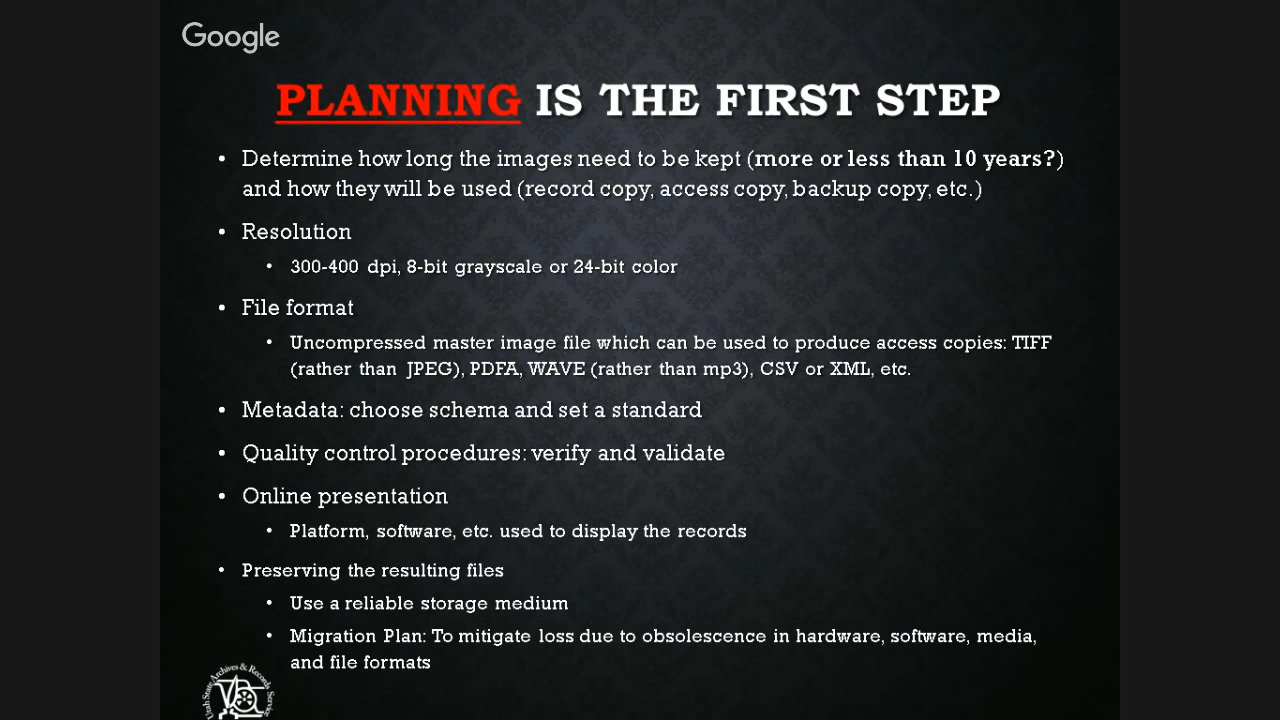 Google
PLANNING IS THE FIRST STEP
• Determine how long the images need to be kept (more or less than 10 years?)
and how they will be used (record copy, access copy, backup copy, etc.)
• Resolution
• 300-400 dpi, 8-bit grayscale or 24-bit color
• File format
• Uncompressed master image file which can be used to produce access copies: TIFF
(rather than JPEG), PDFA, WAVE (rather than mp3), CSV or XML, etc.
• Metadata: choose schema and set a standard
• Quality control procedures: verify and validate
• Online presentation
• Platform, software, etc. used to display the records
• Preserving the resulting files
• Use a reliable storage medium
• Migration Plan: To mitigate loss due to obsolescence in hardware, software, media,
and file formats
Utah State Archives & Records Service